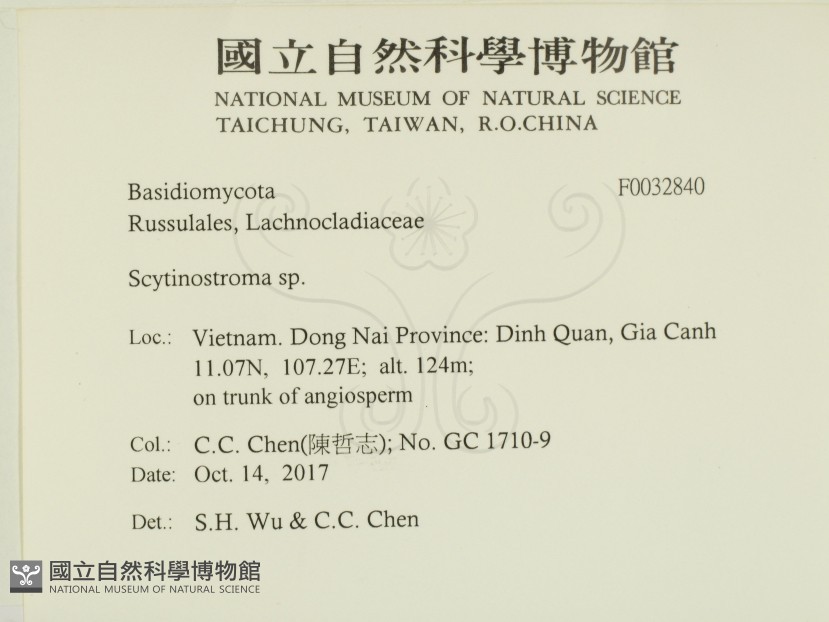 國立自然科學博物館
NATIONAL MUSEUM OF NATURAL SCIENCE
TAICHUNG, TAIWAN, R.O.CHINA
Basidiomycota F0032840
Russulales, Lachnocladiaceae
Scytinostroma sp.
Loc.: Vietnam. Dong Nai Province: Dinh Quan, Gia Canh
11.07N, 107.27E; alt. 124m;
on trunk of angiosperm
Col.: C.C. Chen(陳哲志); No. GC 1710-9
Date: Oct. 14, 2017
Det.: S.H. Wu & C.C. Chen
國立自然科學博物館
NATIONAL MUSEUM OF NATURAL SCIENCE